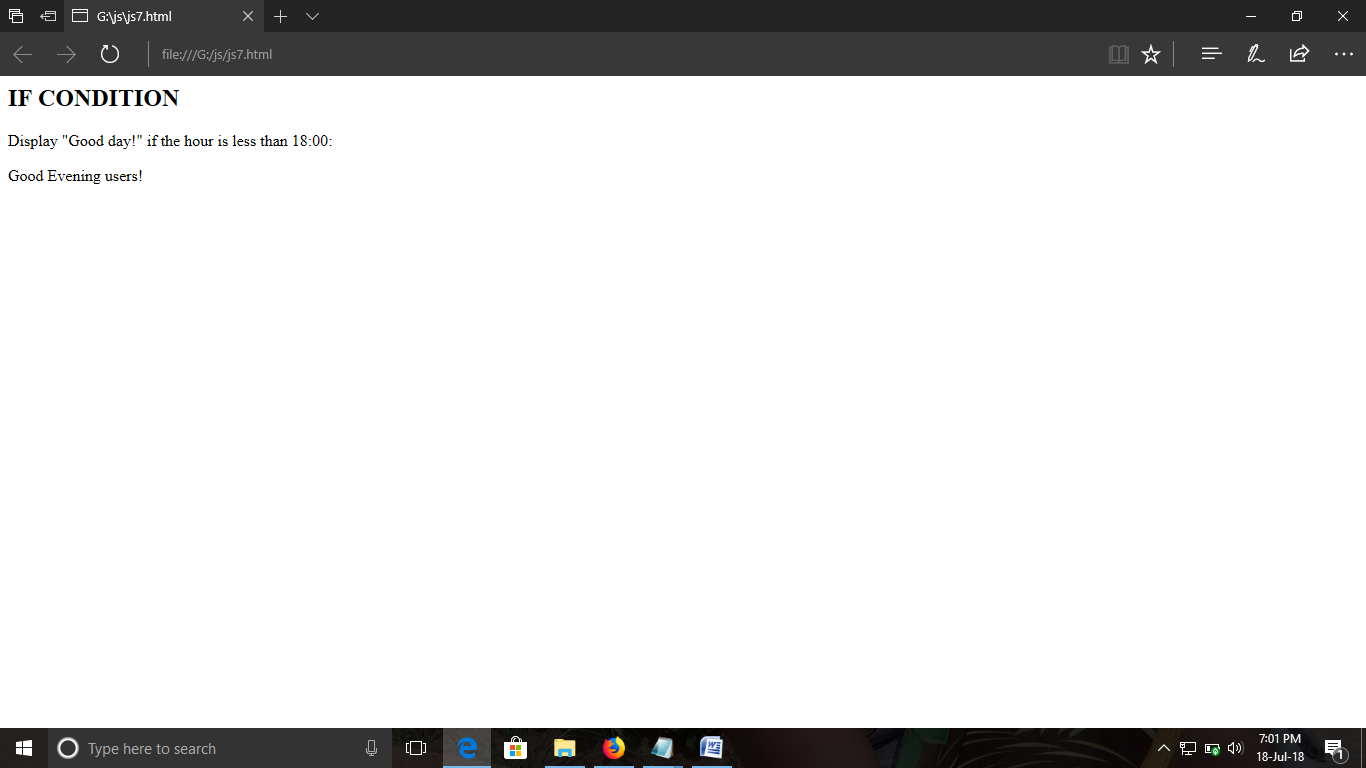 G:\js\js7.html
file:///G:/js/js7.html
IF CONDITION
Display "Good day!" if the hour is less than 18:00:
Good Evening users!
Type here to search
7:01 PM
18-Jul-18
1